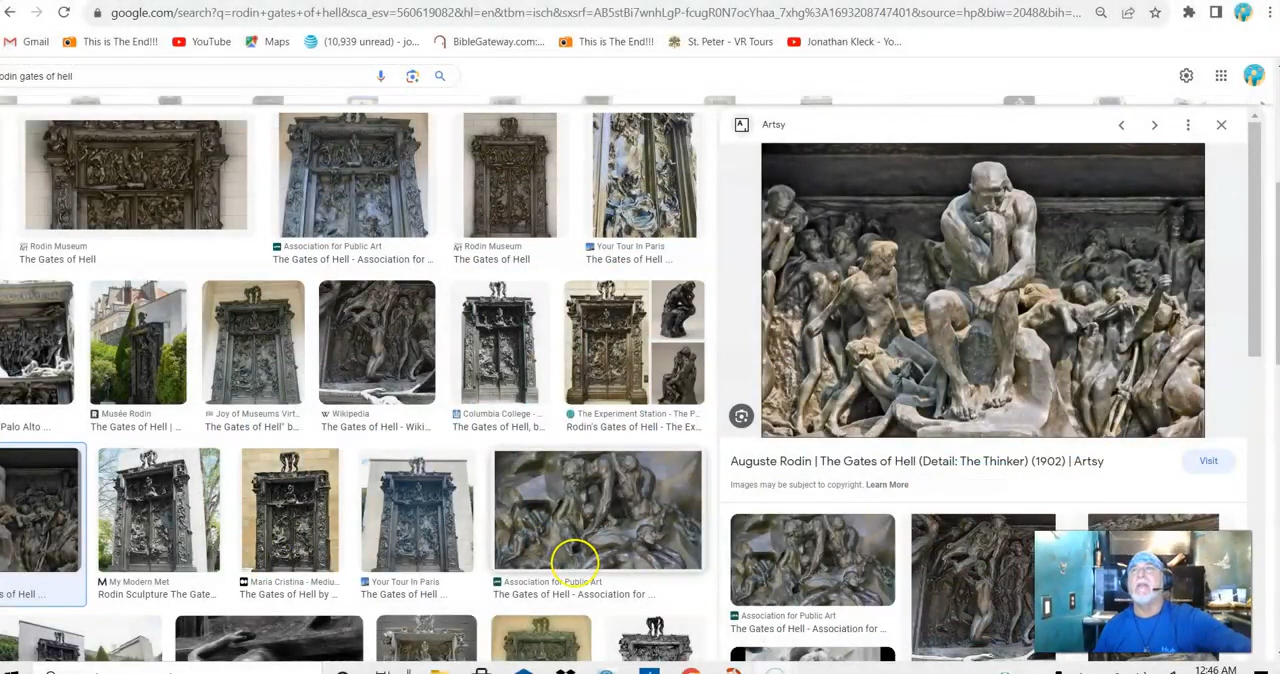 google.com/search?q=rodin+gates+of+hell&sca_esv=560619082&hl=en&tbm=isch&sxsrf=AB5stBi7wnhLgP-fcugR0N7ocYhaa_7xhg%3A1693208747401&source=hp&biw=2048&bih=...
Gmail
This is The End!!!
YouTube
Maps
(10,939 unread) - jo...
BibleGateway.com:...
This is The End!!!
St. Peter - VR Tours
Jonathan Kleck - Yo...
odin gates of hell
Artsy
Rodin Museum
The Gates of Hell
Association for Public Art
The Gates of Hell - Association for ...
Rodin Museum
The Gates of Hell
Your Tour In Paris
The Gates of Hell ...
Palo Alto ...
Musée Rodin
The Gates of Hell | ...
Joy of Museums Virt...
The Gates of Hell" b...
Wikipedia
The Gates of Hell - Wiki...
Columbia College - ...
The Gates of Hell, b...
The Experiment Station - The P...
Rodin's Gates of Hell - The Ex...
Auguste Rodin | The Gates of Hell (Detail: The Thinker) (1902) | Artsy
Visit
Images may be subject to copyright. Learn More
s of Hell ...
My Modern Met
Rodin Sculpture The Gate...
Maria Cristina - Mediu...
The Gates of Hell by ...
Your Tour In Paris
The Gates of Hell ...
Association for Public Art
The Gates of Hell - Association for ...
Association for Public Art
The Gates of Hell - Association for ...
12:46 AM